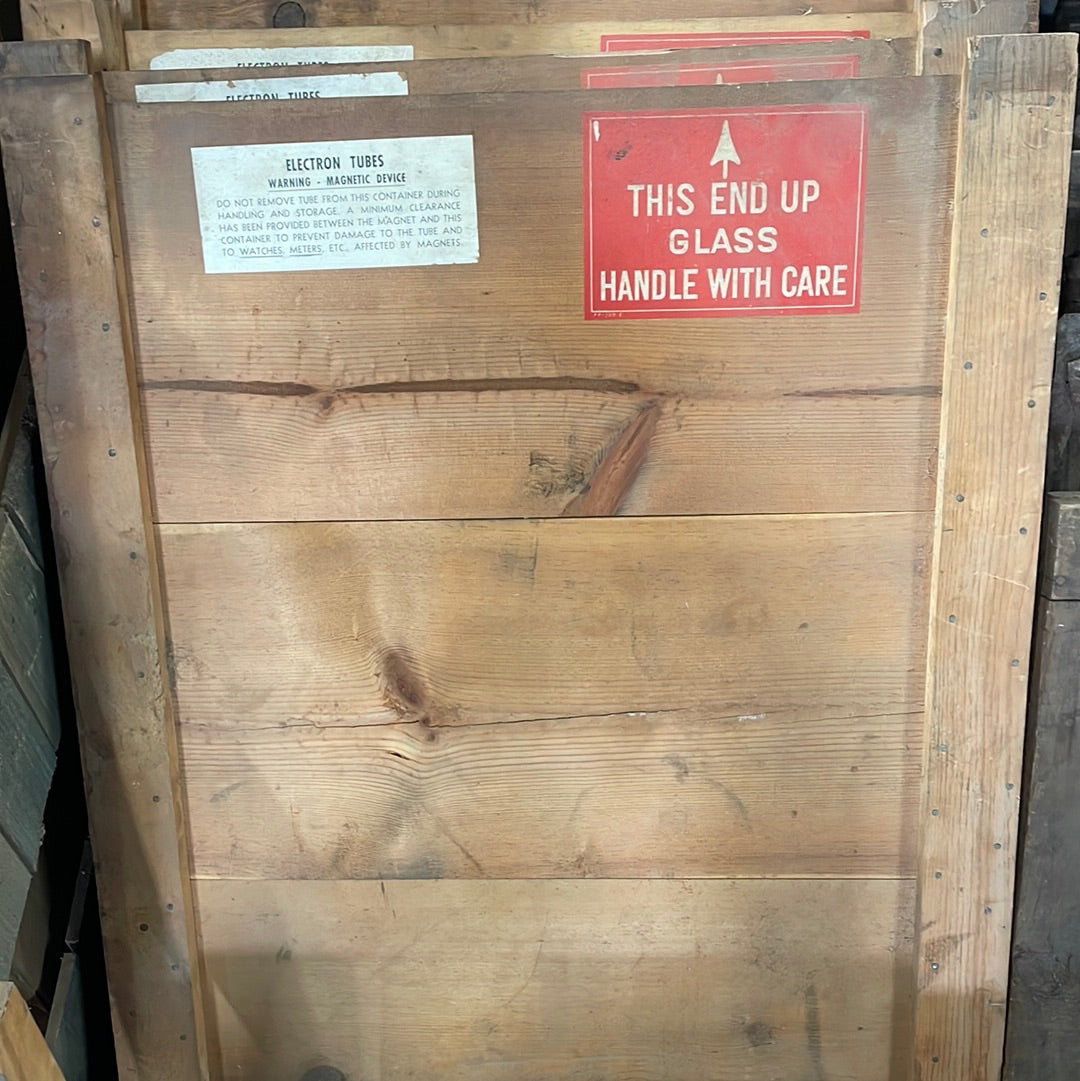 ELECTRON TUBES
ELECTRON TUBES
ELECTRON TUBES
WARNING - MAGNETIC DEVICE
DO NOT REMOVE TUBE FROM THIS CONTAINER DURING
HANDLING AND STORAGE. A MINIMUM CLEARANCE
HAS BEEN PROVIDED BETWEEN THE MAGNET AND THIS
CONTAINER TO PREVENT DAMAGE TO THE TUBE AND
TO WATCHES, METERS, ETC., AFFECTED BY MAGNETS.
THIS END UP
GLASS
HANDLE WITH CARE